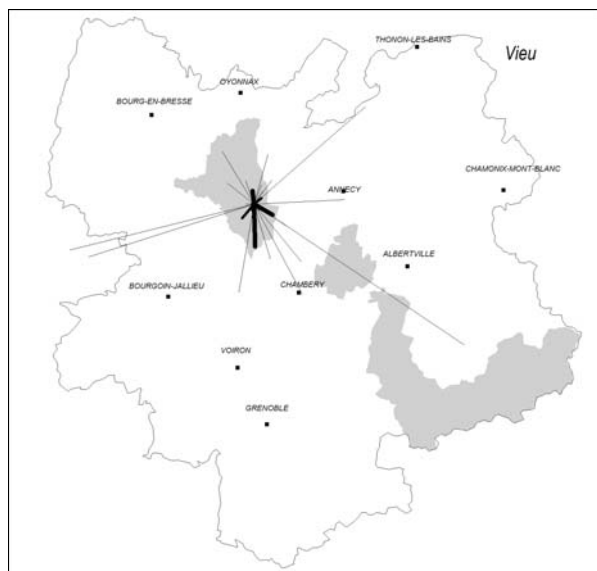 THONON-LES-BAINS
Vieu
OYONNAX
BOURG-EN-BRESSE
CHAMONIX-MONT-BLANC
ANNECY
ALBERTVILLE
BOURGOIN-JALLIEU
CHAMBERY
VOIRON
GRENOBLE